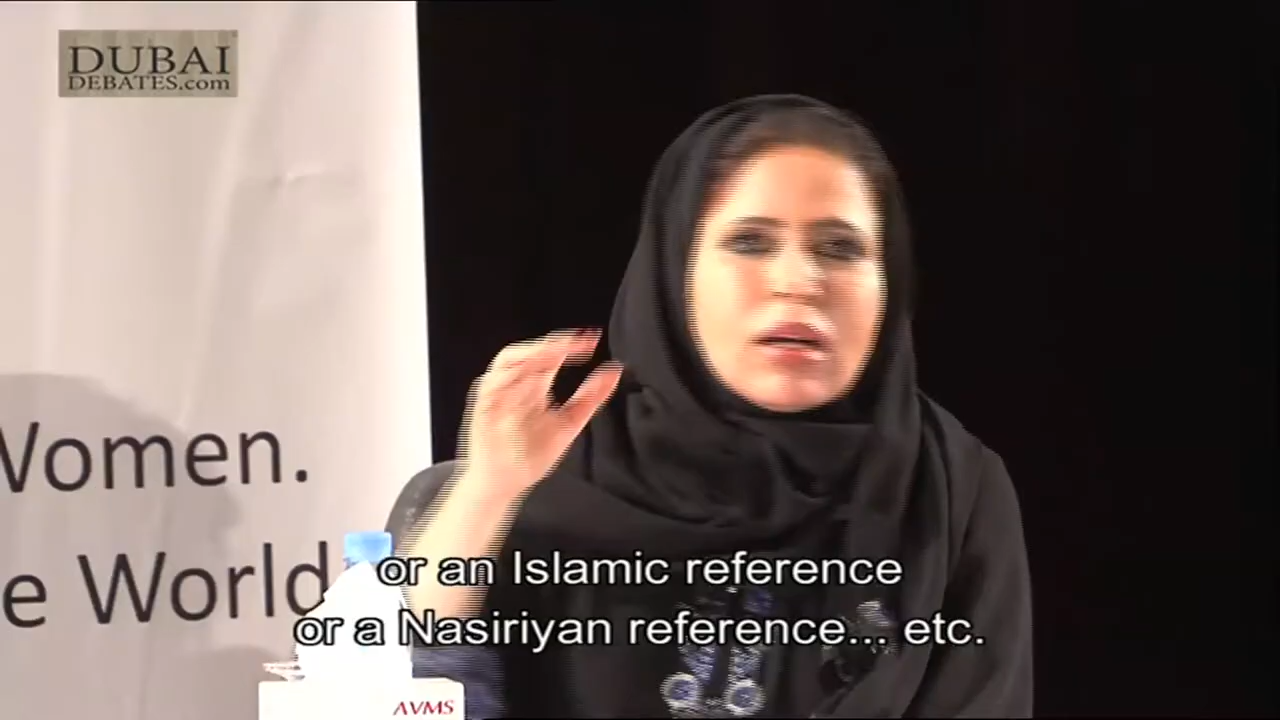 DUBAI
DEBATES.com
Women.
e World
or an Islamic reference
or a Nasiriyan reference... etc.
AVMS